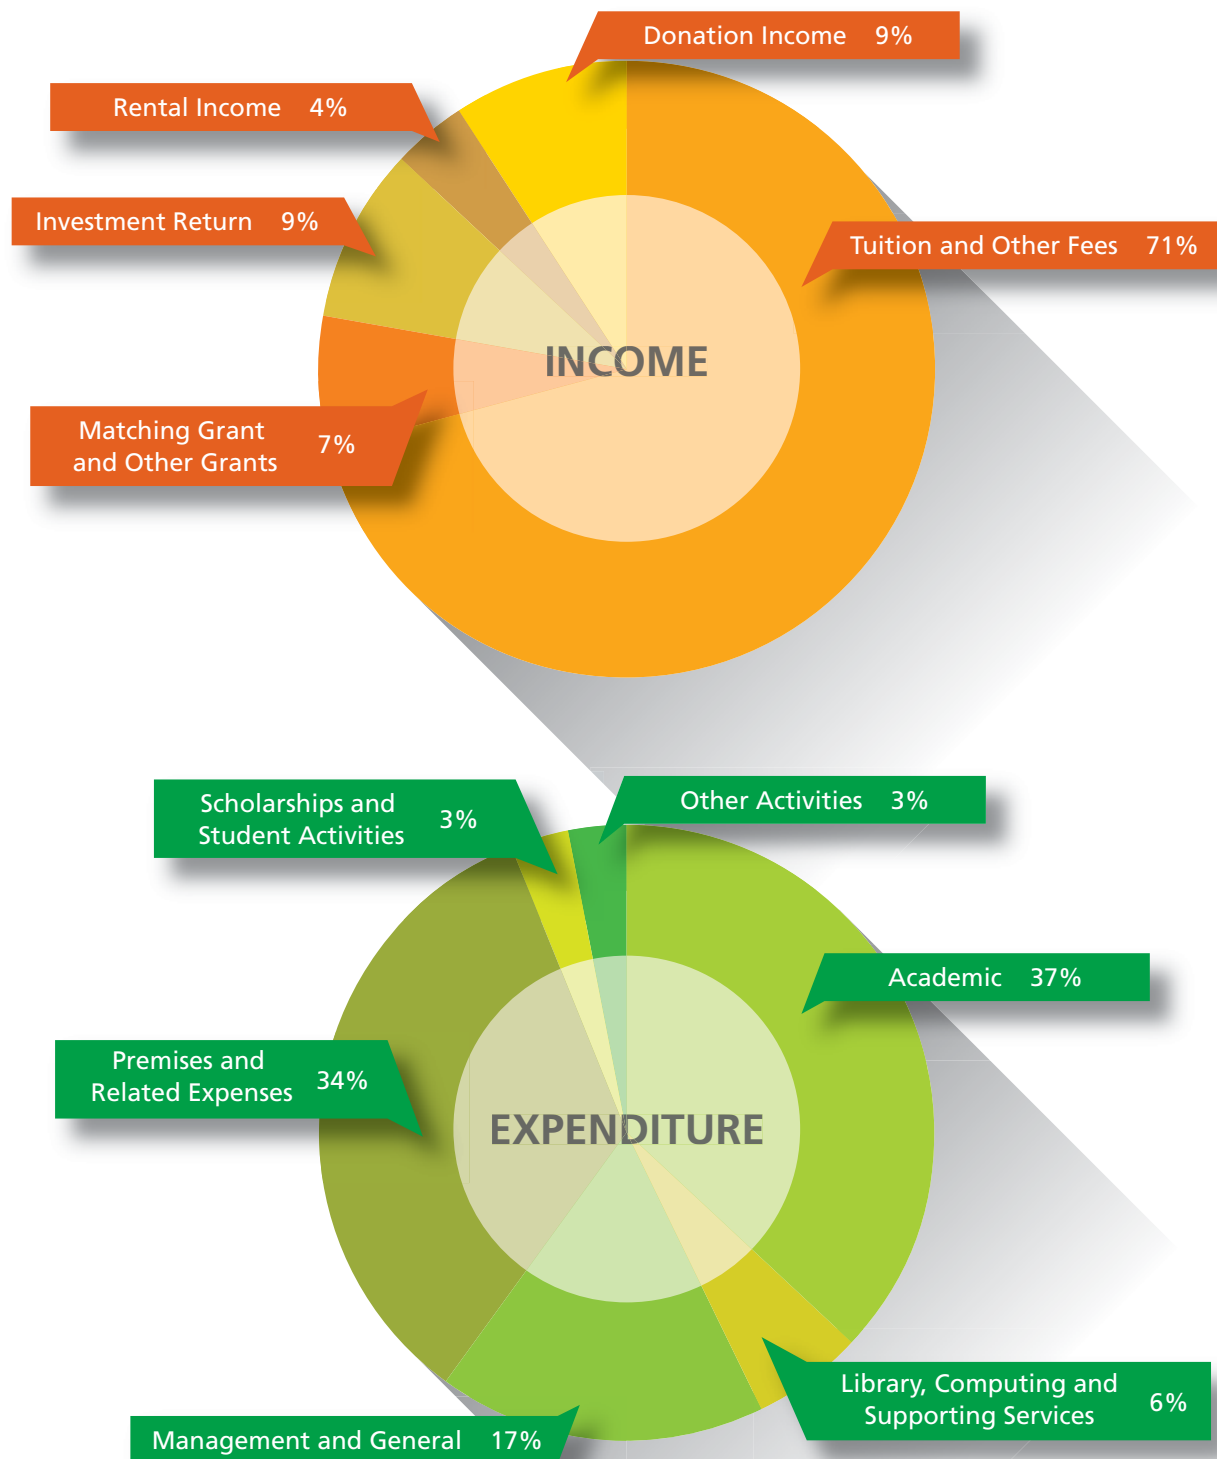 Donation Income 9%
Rental Income 4%
Investment Return 9%
Tuition and Other Fees 71%
INCOME
Matching Grant
and Other Grants 7%
Scholarships and
Student Activities 3%
Other Activities 3%
Academic 37%
Premises and
Related Expenses 34%
EXPENDITURE
Library, Computing and
Supporting Services 6%
Management and General 17%